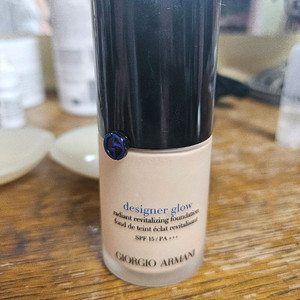 designer glow
radiant revitalizing foundation
fond de teint éclat revitalisant
SPF 15 / PA +++
GIORGIO ARMANI